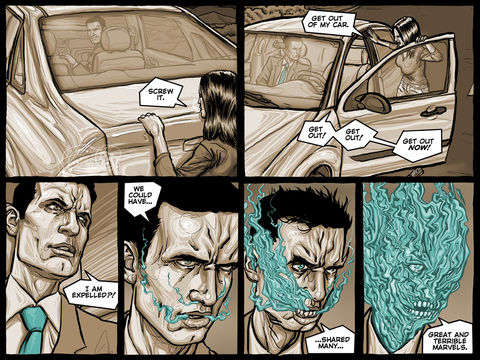 SCREW
IT.
GET OUT
OF MY CAR.
GET
OUT!
GET
OUT!
GET OUT
NOW!
I AM
EXPELLED?!
WE
COULD
HAVE...
...SHARED
MANY...
GREAT AND
TERRIBLE
MARVELS.